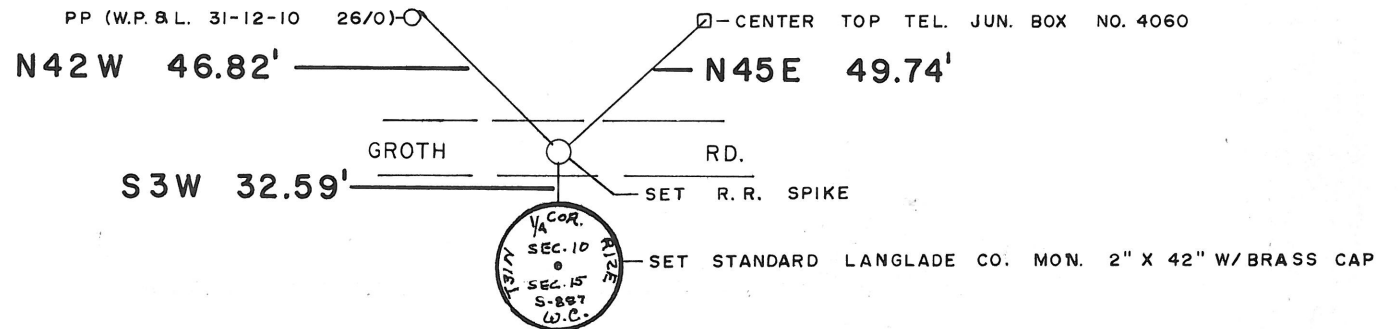 PP (W.P. & L. 31-12-10 26/0)
CENTER TOP TEL. JUN. BOX NO. 4060
N42W 46.82'
N45E 49.74'
GROTH RD.
S3W 32.59'
SET R.R. SPIKE
1/4 COR.
SEC. 10
T31N
R12E
SEC. 15
S-887
W.C.
SET STANDARD LANGLADE CO. MON. 2" X 42" W/BRASS CAP